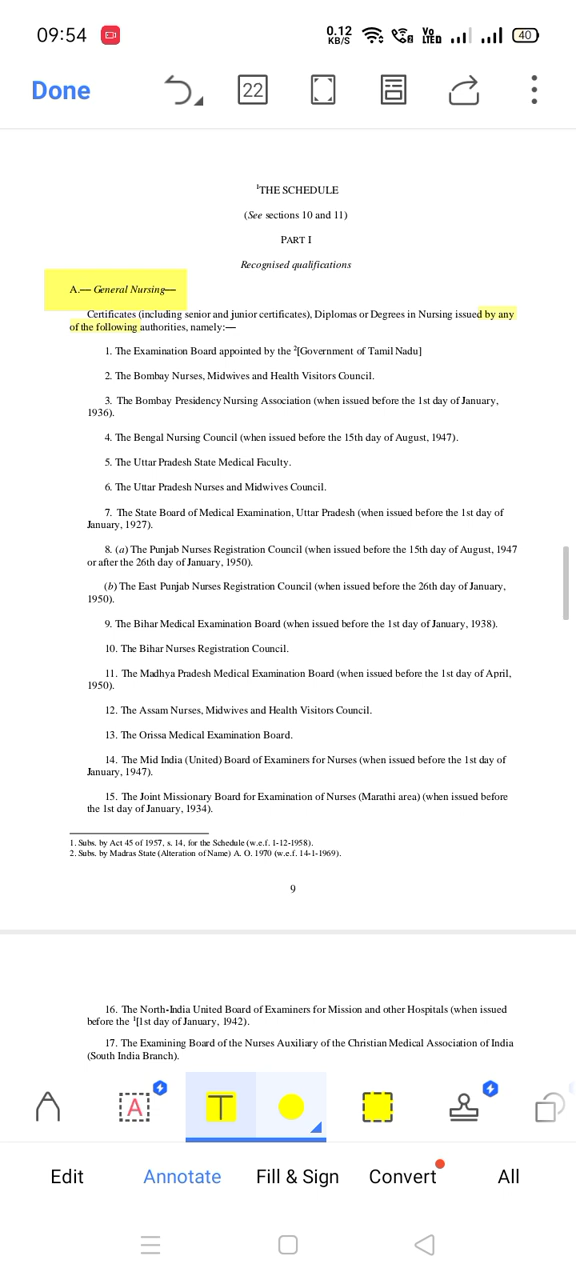 09:54
0.12
KB/S
Vo
LTED
40
Done
22
1THE SCHEDULE
(See sections 10 and 11)
PART I
Recognised qualifications
A.— General Nursing—
Certificates (including senior and junior certificates), Diplomas or Degrees in Nursing issued by any
of the following authorities, namely:—
1. The Examination Board appointed by the 2[Government of Tamil Nadu]
2. The Bombay Nurses, Midwives and Health Visitors Council.
3. The Bombay Presidency Nursing Association (when issued before the 1st day of January,
1936).
4. The Bengal Nursing Council (when issued before the 15th day of August, 1947).
5. The Uttar Pradesh State Medical Faculty.
6. The Uttar Pradesh Nurses and Midwives Council.
7. The State Board of Medical Examination, Uttar Pradesh (when issued before the 1st day of
January, 1927).
8. (a) The Punjab Nurses Registration Council (when issued before the 15th day of August, 1947
or after the 26th day of January, 1950).
(b) The East Punjab Nurses Registration Council (when issued before the 26th day of January,
1950).
9. The Bihar Medical Examination Board (when issued before the 1st day of January, 1938).
10. The Bihar Nurses Registration Council.
11. The Madhya Pradesh Medical Examination Board (when issued before the 1st day of April,
1950).
12. The Assam Nurses, Midwives and Health Visitors Council.
13. The Orissa Medical Examination Board.
14. The Mid India (United) Board of Examiners for Nurses (when issued before the 1st day of
January, 1947).
15. The Joint Missionary Board for Examination of Nurses (Marathi area) (when issued before
the 1st day of January, 1934).
1. Subs. by Act 45 of 1957, s. 14, for the Schedule (w.e.f. 1-12-1958).
2. Subs. by Madras State (Alteration of Name) A. O. 1970 (w.e.f. 14-1-1969).
9
16. The North-India United Board of Examiners for Mission and other Hospitals (when issued
before the 1[1st day of January, 1942).
17. The Examining Board of the Nurses Auxiliary of the Christian Medical Association of India
(South India Branch).
A
T
Edit
Annotate
Fill & Sign
Convert
All